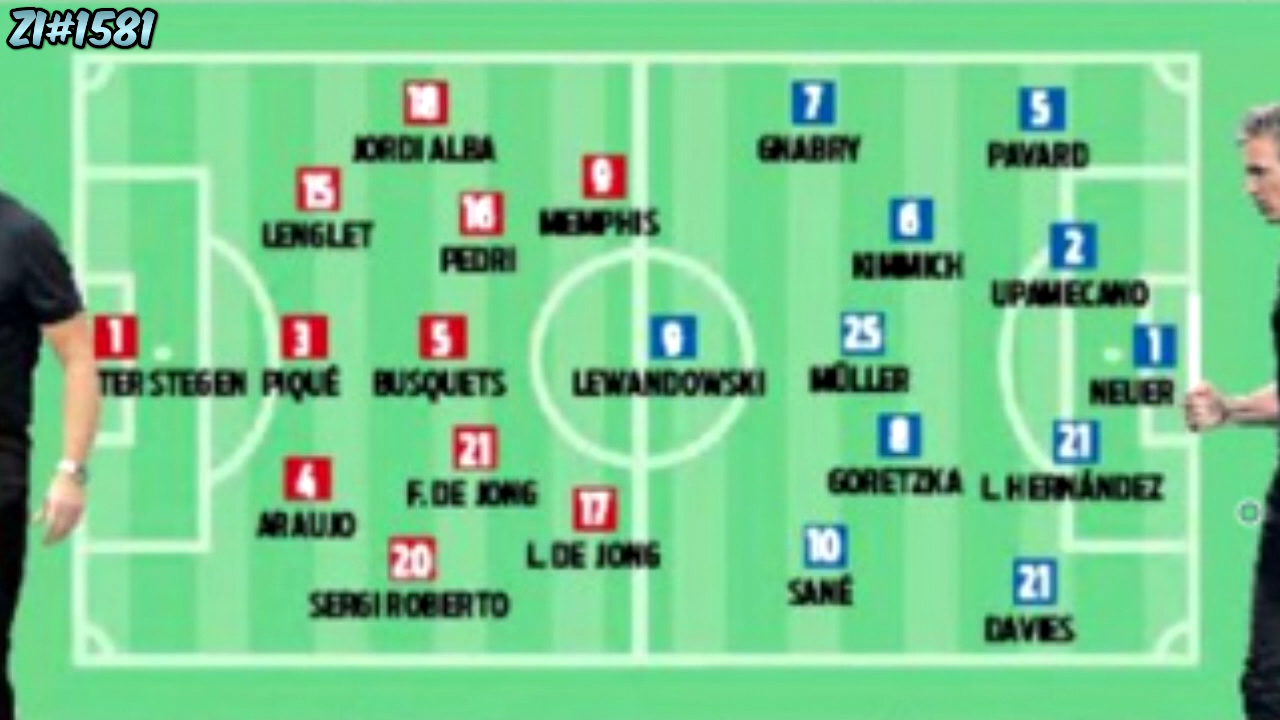 ZI#1581
18
JORDI ALBA
7
GNABRY
5
PAVARD
15
LENGLET
16
PEDRI
9
MEMPHIS
6
KIMMICH
2
UPAMECANO
1
TER STEGEN
3
PIQUÉ
5
BUSQUETS
9
LEWANDOWSKI
25
MÜLLER
1
NEUER
4
ARAUJO
21
F. DE JONG
17
L. DE JONG
8
GORETZKA
21
L. HERNÁNDEZ
20
SERGI ROBERTO
10
SANÉ
21
DAVIES